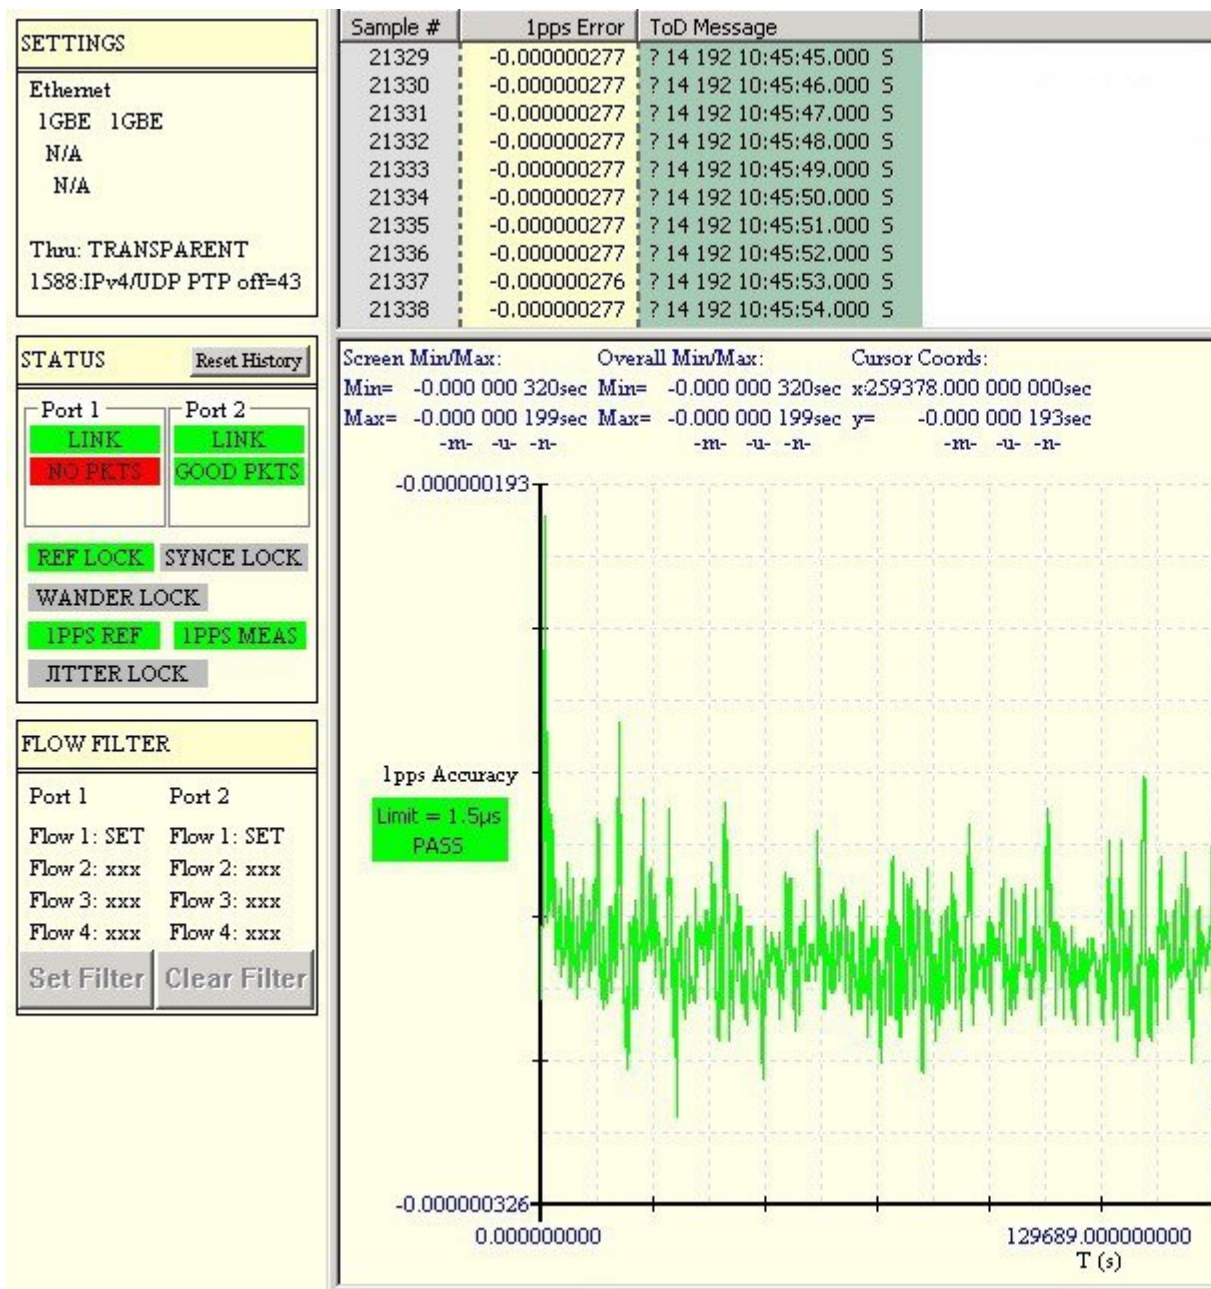 SETTINGS
Ethernet
1GBE 1GBE
N/A
N/A
Thru: TRANSPARENT
1588:IPv4/UDP PTP off=43
STATUS Reset History
Port 1 Port 2
LINK LINK
NO PKTS GOOD PKTS
REF LOCK SYNCE LOCK
WANDER LOCK
1PPS REF 1PPS MEAS
JITTER LOCK
FLOW FILTER
Port 1 Port 2
Flow 1: SET Flow 1: SET
Flow 2: xxx Flow 2: xxx
Flow 3: xxx Flow 3: xxx
Flow 4: xxx Flow 4: xxx
Set Filter Clear Filter
Sample # 1pps Error ToD Message
21329 -0.000000277 ? 14 192 10:45:45.000 S
21330 -0.000000277 ? 14 192 10:45:46.000 S
21331 -0.000000277 ? 14 192 10:45:47.000 S
21332 -0.000000277 ? 14 192 10:45:48.000 S
21333 -0.000000277 ? 14 192 10:45:49.000 S
21334 -0.000000277 ? 14 192 10:45:50.000 S
21335 -0.000000277 ? 14 192 10:45:51.000 S
21336 -0.000000277 ? 14 192 10:45:52.000 S
21337 -0.000000276 ? 14 192 10:45:53.000 S
21338 -0.000000277 ? 14 192 10:45:54.000 S
Screen Min/Max: Overall Min/Max: Cursor Coords:
Min= -0.000 000 320sec Min= -0.000 000 320sec x=259378.000 000 000sec
Max= -0.000 000 199sec Max= -0.000 000 199sec y= -0.000 000 193sec
-m- -u- -n- -m- -u- -n- -m- -u- -n-
-0.000000193
1pps Accuracy
Limit = 1.5µs
PASS
-0.000000326
0.000000000 129689.000000000
T (s)